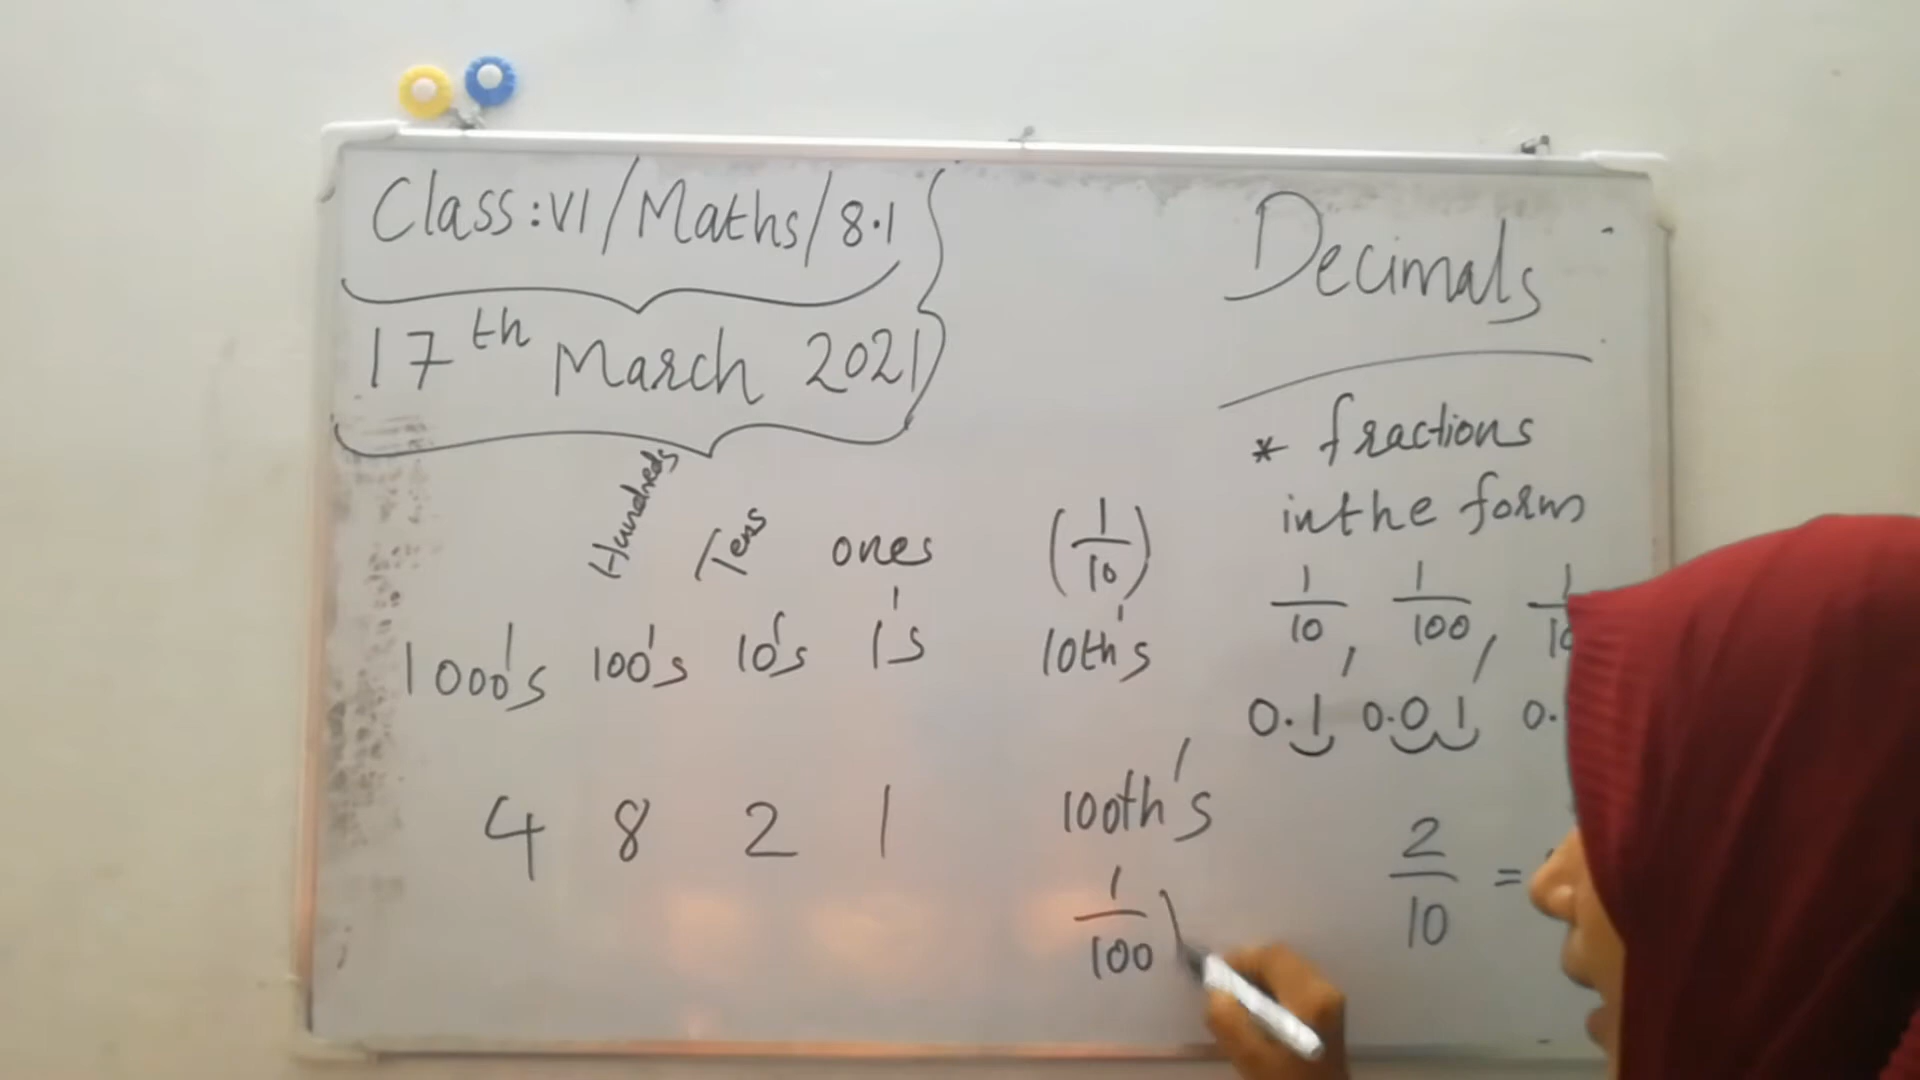 Class:VI/Maths/8.1
17th March 2021
Decimals
* fractions
in the form
1/10, 1/100,
0.1 0.01 0.
2/10 =
Hundreds Tens ones (1/10)
1000's 100's 10's 1's 10th's
4 8 2 1
100th's
1/100)